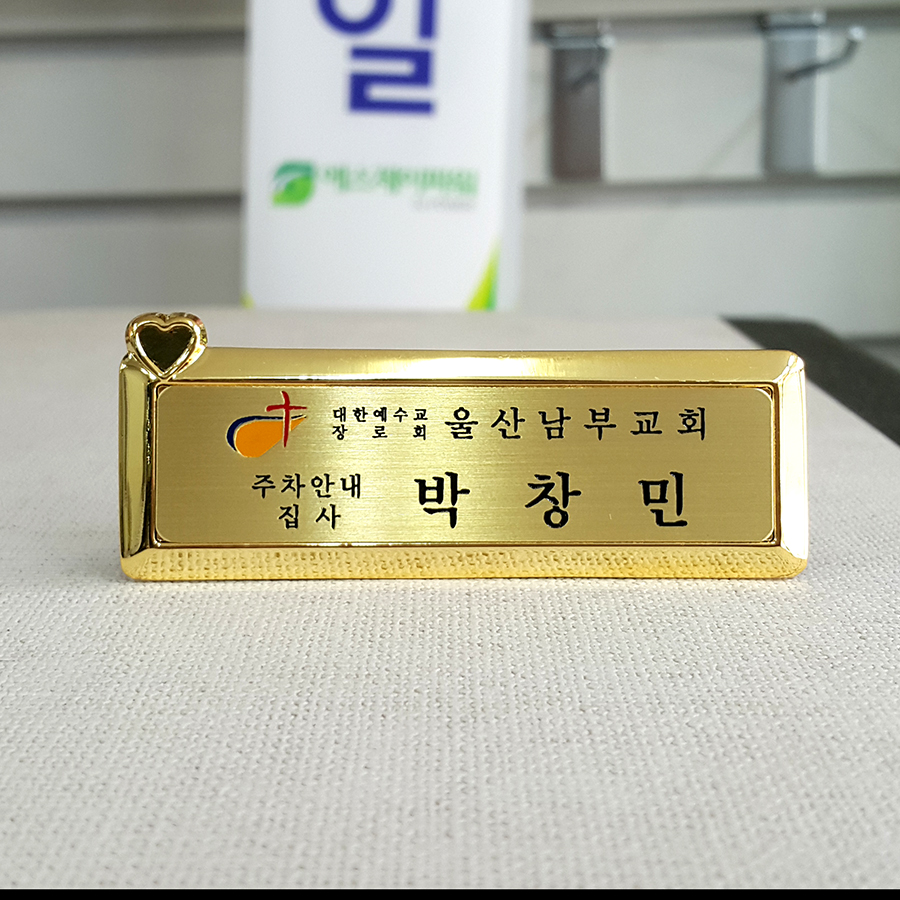 일
대한예수교
장로회 울산남부교회
주차안내
집사 박창민